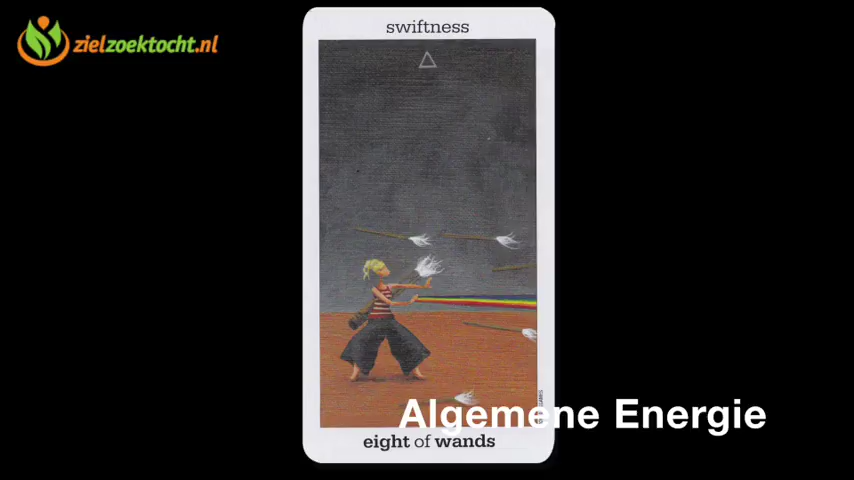 zielzoektocht.nl
swiftness
Algemene Energie
eight of wands